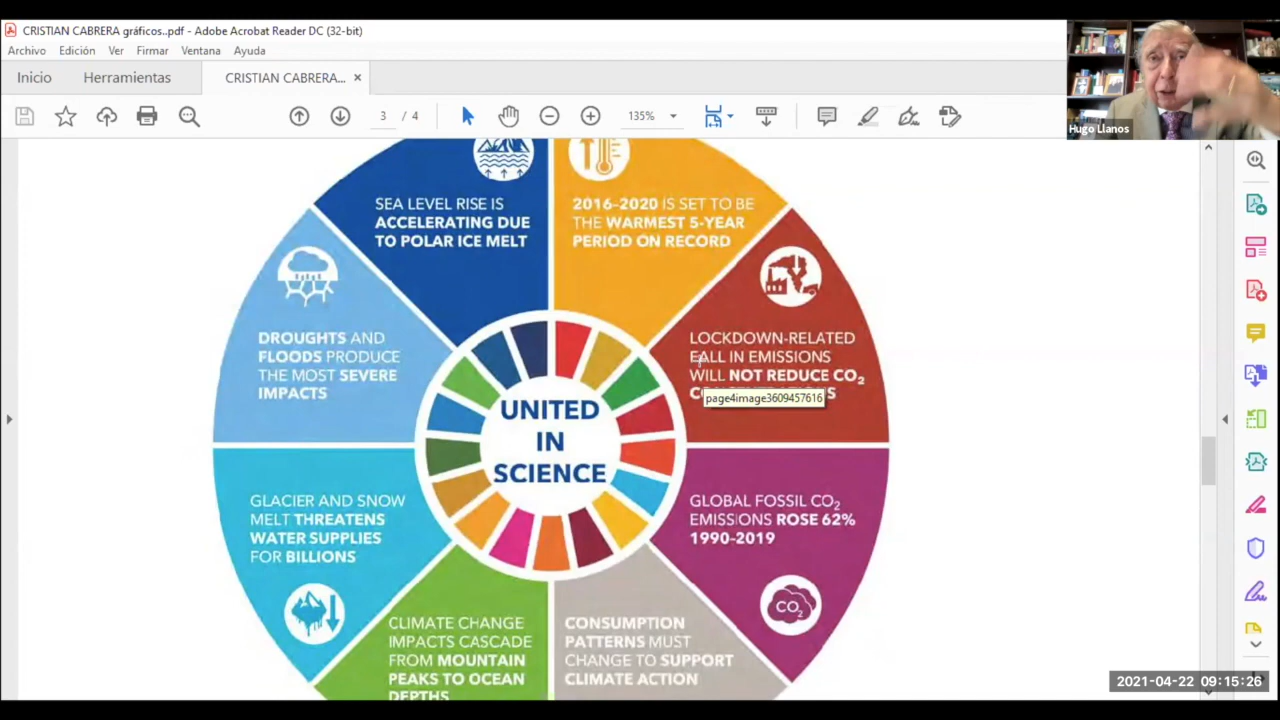 CRISTIAN CABRERA gráficos..pdf - Adobe Acrobat Reader DC (32-bit)
Archivo Edición Ver Firmar Ventana Ayuda
Inicio Herramientas CRISTIAN CABRERA... ×
3 / 4 135%
Hugo Llanos
SEA LEVEL RISE IS
ACCELERATING DUE
TO POLAR ICE MELT
2016-2020 IS SET TO BE
THE WARMEST 5-YEAR
PERIOD ON RECORD
LOCKDOWN-RELATED
FALL IN EMISSIONS
WILL NOT REDUCE CO₂
page4image3609457616
DROUGHTS AND
FLOODS PRODUCE
THE MOST SEVERE
IMPACTS
UNITED
IN
SCIENCE
GLACIER AND SNOW
MELT THREATENS
WATER SUPPLIES
FOR BILLIONS
GLOBAL FOSSIL CO₂
EMISSIONS ROSE 62%
1990-2019
CO₂
CLIMATE CHANGE
IMPACTS CASCADE
FROM MOUNTAIN
PEAKS TO OCEAN
DEPTHS
CONSUMPTION
PATTERNS MUST
CHANGE TO SUPPORT
CLIMATE ACTION
2021-04-22 09:15:26